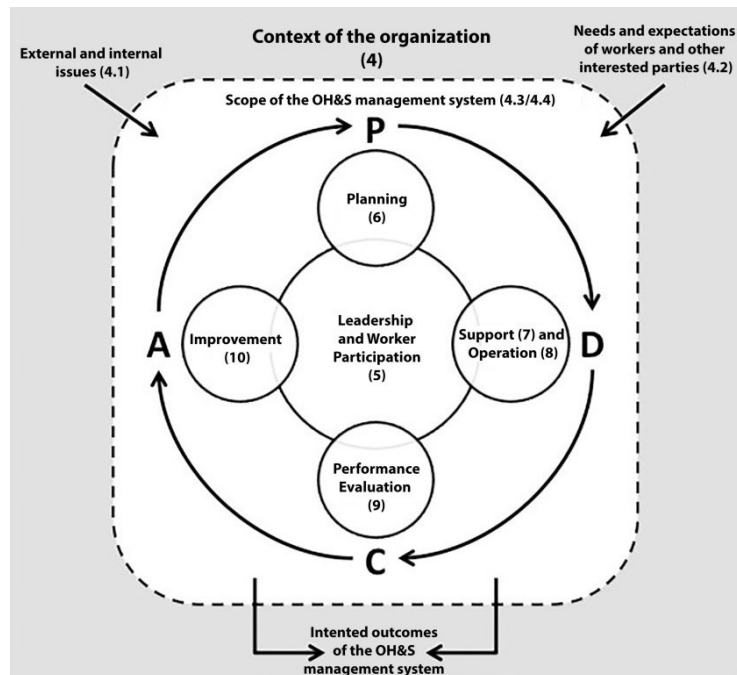 Context of the organization
(4)
External and internal
issues (4.1)
Needs and expectations
of workers and other
interested parties (4.2)
Scope of the OH&S management system (4.3/4.4)
P
Planning
(6)
A
Improvement
(10)
Leadership
and Worker
Participation
(5)
Support (7) and
Operation (8)
D
Performance
Evaluation
(9)
C
Intented outcomes
of the OH&S
management system